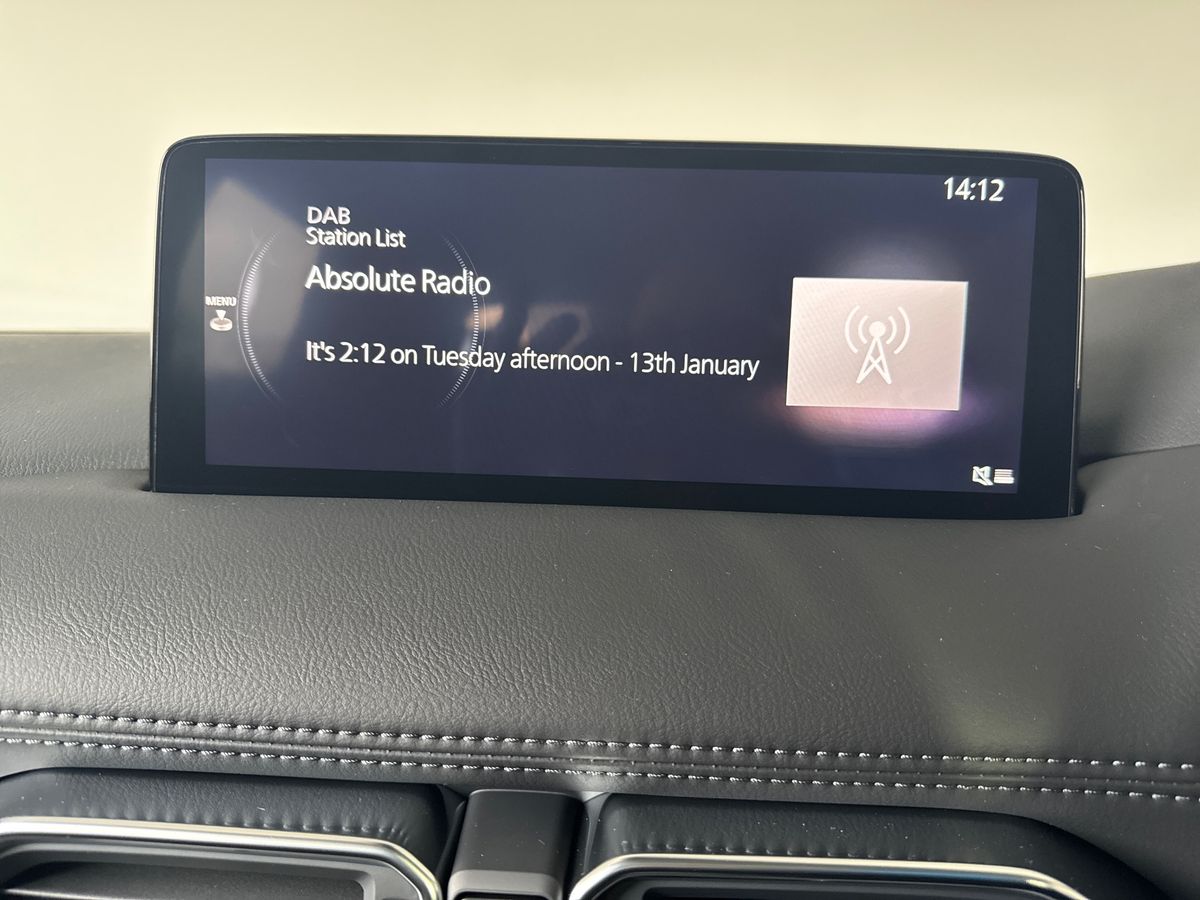 14:12
DAB
Station List
Absolute Radio
MENU
It's 2:12 on Tuesday afternoon - 13th January